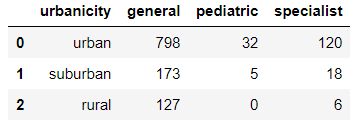 urbanicity general pediatric specialist
0 urban 798 32 120
1 suburban 173 5 18
2 rural 127 0 6